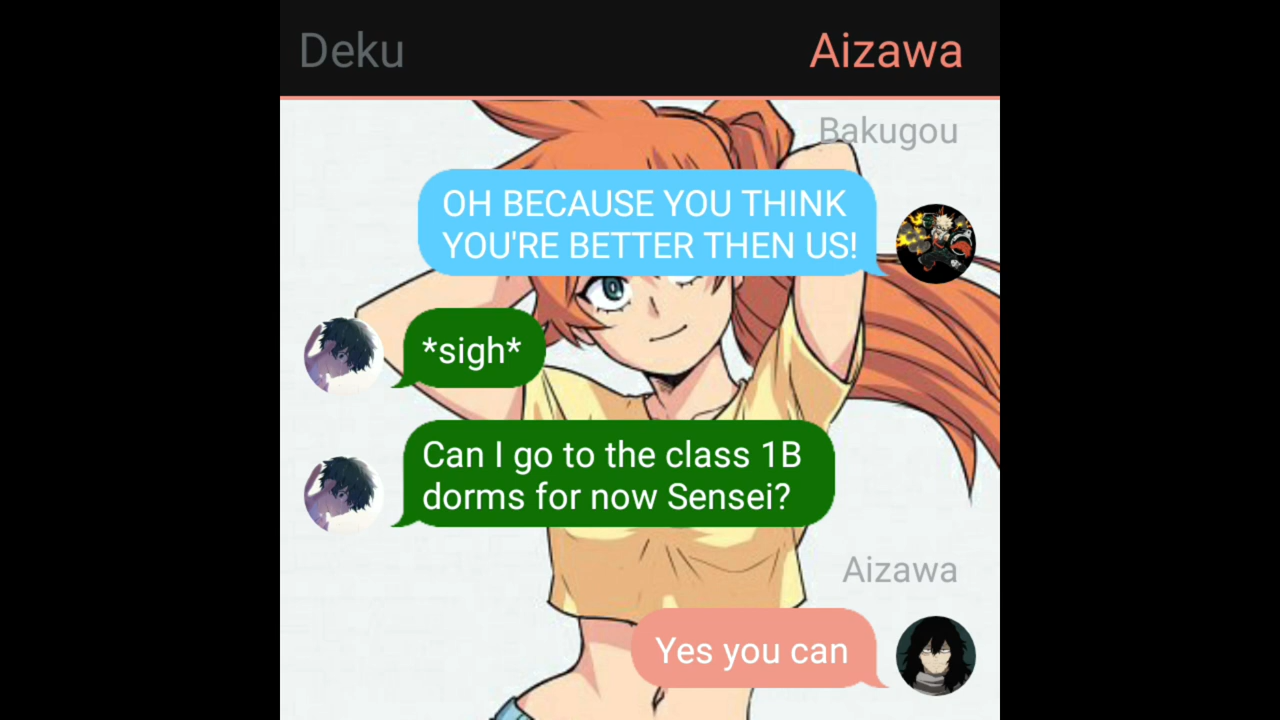 Deku
Aizawa
Bakugou
OH BECAUSE YOU THINK
YOU'RE BETTER THEN US!
*sigh*
Can I go to the class 1B
dorms for now Sensei?
Aizawa
Yes you can